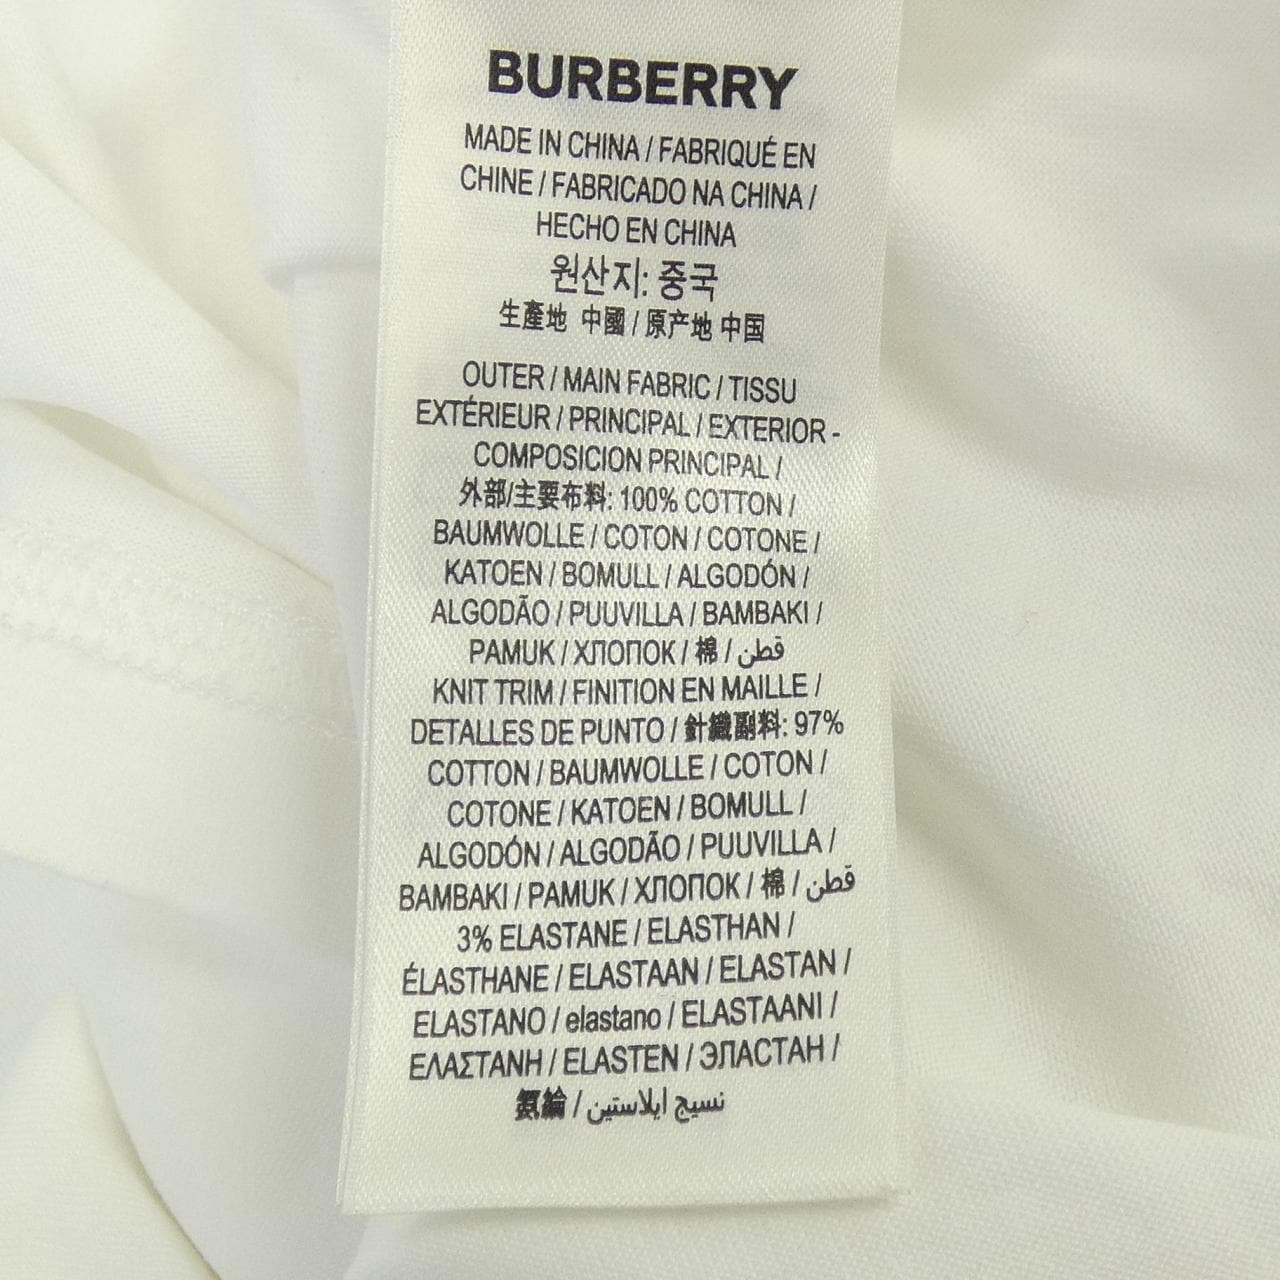 BURBERRY
MADE IN CHINA / FABRIQUÉ EN
CHINE / FABRICADO NA CHINA /
HECHO EN CHINA
원산지: 중국
生產地 中國 / 原产地 中国
OUTER / MAIN FABRIC / TISSU
EXTÉRIEUR / PRINCIPAL / EXTERIOR -
COMPOSICION PRINCIPAL /
外部/主要布料: 100% COTTON /
BAUMWOLLE / COTON / COTONE /
KATOEN / BOMULL / ALGODÓN /
ALGODÃO / PUUVILLA / BAMBAKI /
PAMUK / ХЛОПОК / 棉 / قطن
KNIT TRIM / FINITION EN MAILLE /
DETALLES DE PUNTO / 針織副料: 97%
COTTON / BAUMWOLLE / COTON /
COTONE / KATOEN / BOMULL /
ALGODÓN / ALGODÃO / PUUVILLA /
BAMBAKI / PAMUK / ХЛОПОК / 棉 / قطن
3% ELASTANE / ELASTHAN /
ÉLASTHANE / ELASTAAN / ELASTAN /
ELASTANO / elastano / ELASTAANI /
ΕΛΑΣΤΑΝΗ / ELASTEN / ЭЛАСТАН /
氨綸 / نسيج ايلاستين